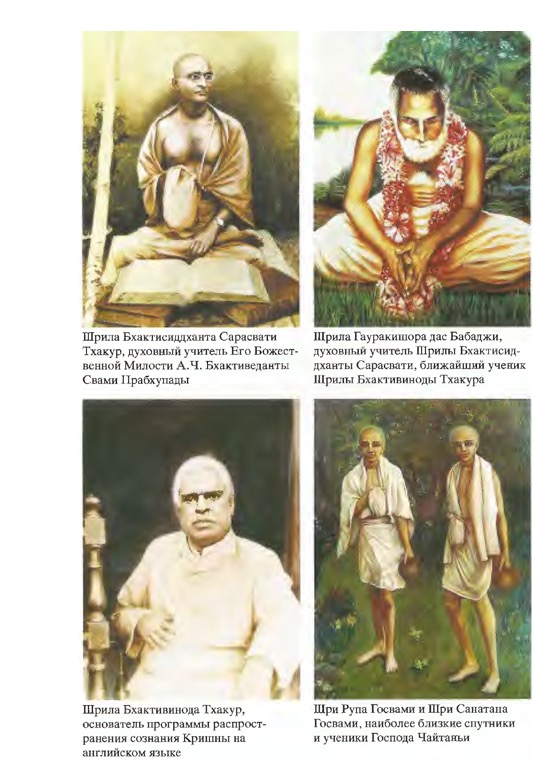 Шрила Бхактисиддханта Сарасвати
Тхакур, духовный учитель Его Божест-
венной Милости А.Ч. Бхактиведанты
Свами Прабхупады
Шрила Гауракишора дас Бабаджи,
духовный учитель Шрилы Бхактисид-
дханты Сарасвати, ближайший ученик
Шрилы Бхактивиноды Тхакура
Шрила Бхактивинода Тхакур,
основатель программы распрост-
ранения сознания Кришны на
английском языке
Шри Рупа Госвами и Шри Санатана
Госвами, наиболее близкие спутники
и ученики Господа Чайтаньи